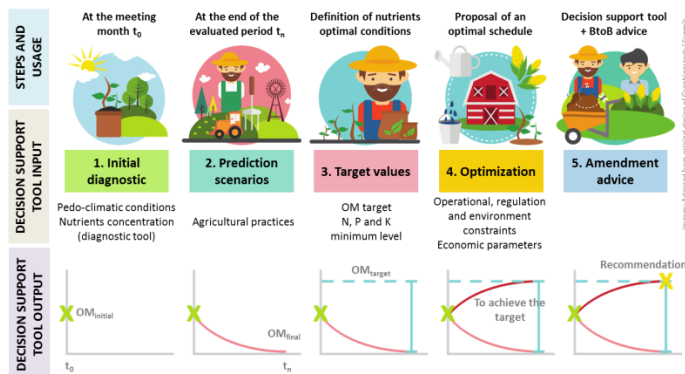 STEPS AND
USAGE
At the meeting
month t0
At the end of the
evaluated period tn
Definition of nutrients
optimal conditions
Proposal of an
optimal schedule
Decision support tool
+ BtoB advice
DECISION SUPPORT
TOOL INPUT
1. Initial
diagnostic
2. Prediction
scenarios
3. Target values
4. Optimization
5. Amendment
advice
Pedo-climatic conditions
Nutrients concentration
(diagnostic tool)
Agricultural practices
OM target
N, P and K
minimum level
Operational, regulation
and environment
constraints
Economic parameters
DECISION SUPPORT
TOOL OUTPUT
OMinitial
t0
OMfinal
tn
OMtarget
To achieve the
target
Recommendation